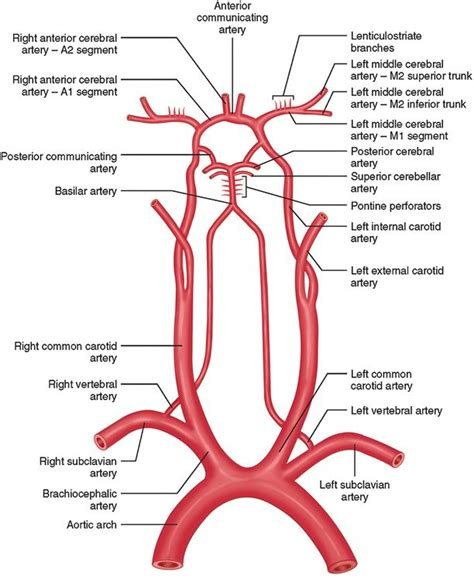 Anterior
communicating
artery
Right anterior cerebral
artery – A2 segment
Right anterior cerebral
artery – A1 segment
Posterior communicating
artery
Basilar artery
Right common carotid
artery
Right vertebral
artery
Right subclavian
artery
Brachiocephalic
artery
Aortic arch
Lenticulostriate
branches
Left middle cerebral
artery – M2 superior trunk
Left middle cerebral
artery – M2 inferior trunk
Left middle cerebral
artery – M1 segment
Posterior cerebral
artery
Superior cerebellar
artery
Pontine perforators
Left internal carotid
artery
Left external carotid
artery
Left common
carotid artery
Left vertebral artery
Left subclavian
artery